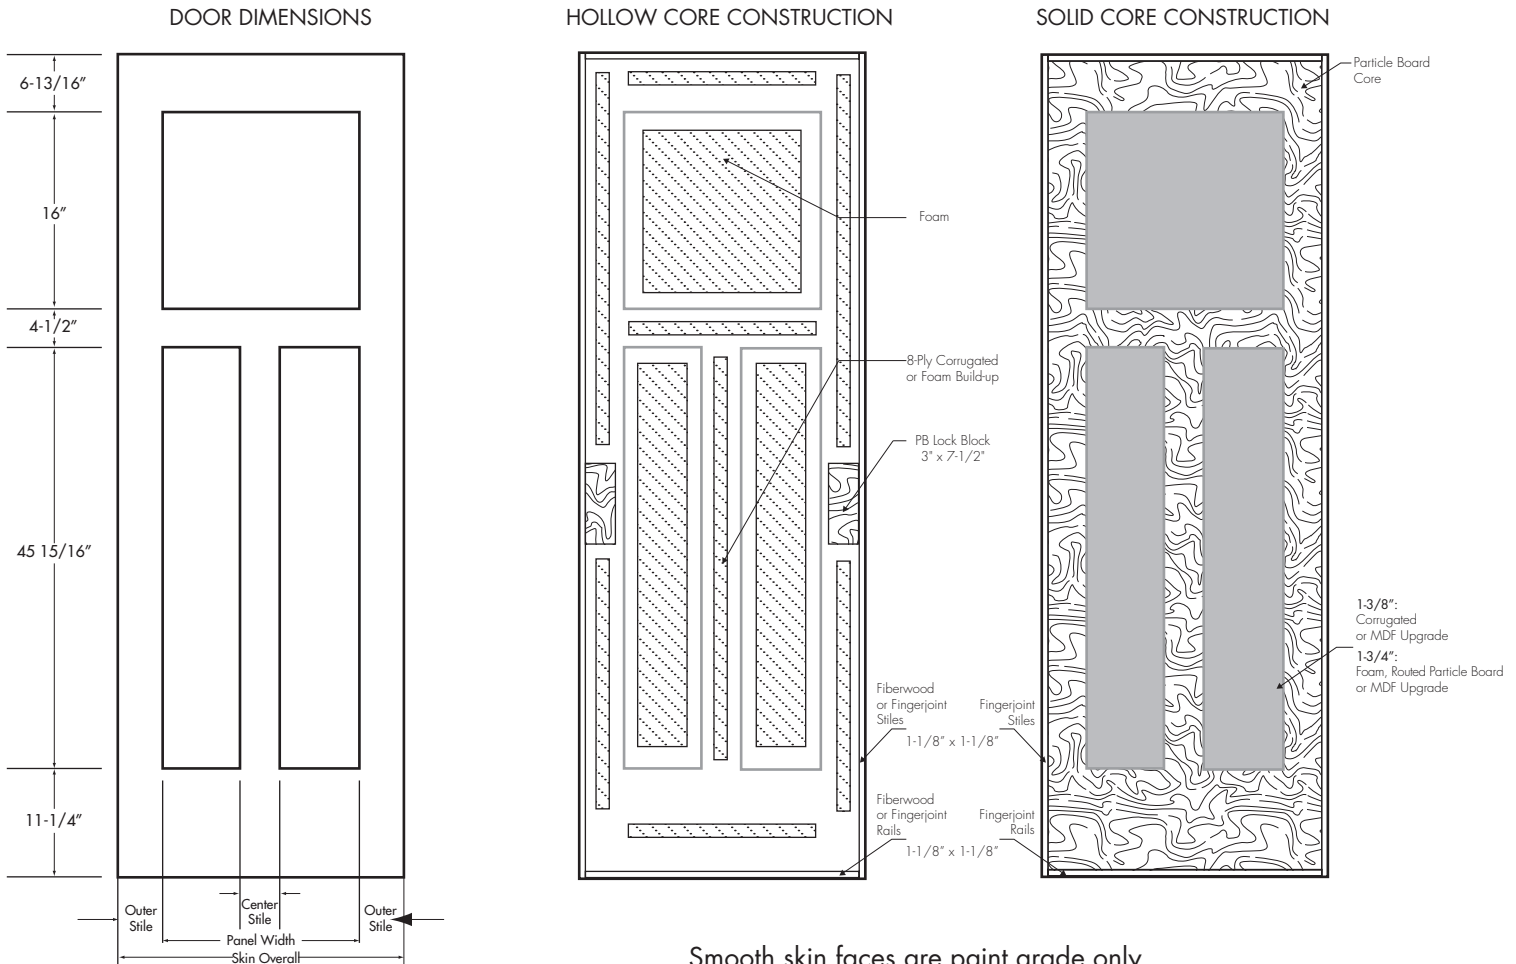 DOOR DIMENSIONS
6-13/16”
16”
4-1/2”
45 15/16”
11-1/4”
Outer
Stile
Center
Stile
Outer
Stile
Panel Width
Skin Overall
HOLLOW CORE CONSTRUCTION
Foam
8-Ply Corrugated
or Foam Build-up
PB Lock Block
3" x 7-1/2"
Fiberwood
or Fingerjoint
Stiles
Fingerjoint
Stiles
1-1/8” x 1-1/8”
Fiberwood
or Fingerjoint
Rails
Fingerjoint
Rails
1-1/8” x 1-1/8”
SOLID CORE CONSTRUCTION
Particle Board
Core
1-3/8”:
Corrugated
or MDF Upgrade
1-3/4”:
Foam, Routed Particle Board
or MDF Upgrade
Smooth skin faces are paint grade only